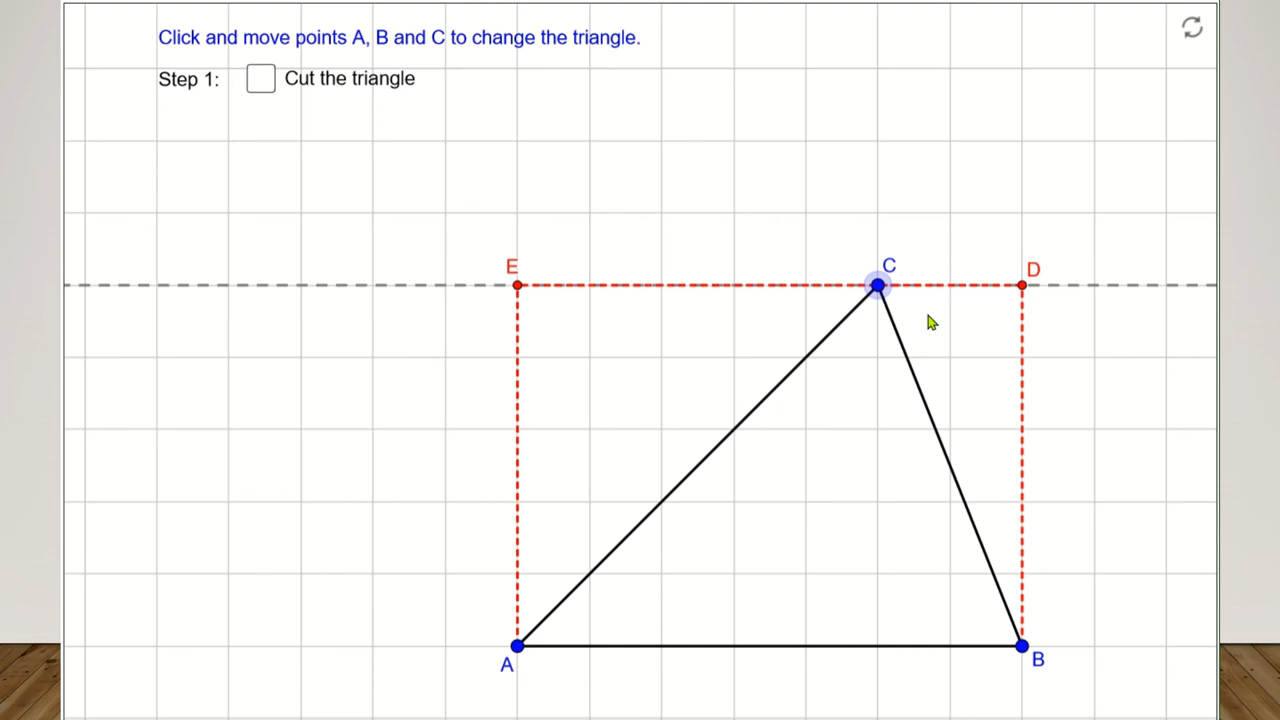 Click and move points A, B and C to change the triangle.
Step 1: Cut the triangle
E
C
D
A
B